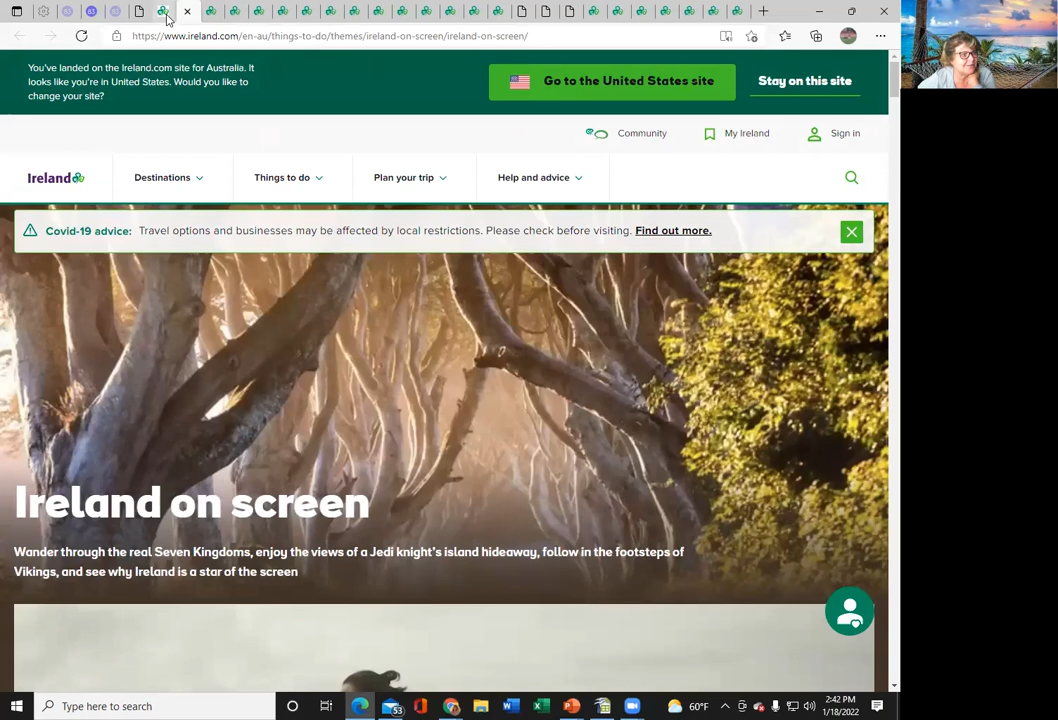 https://www.ireland.com/en-au/things-to-do/themes/ireland-on-screen/ireland-on-screen/
You've landed on the Ireland.com site for Australia. It
looks like you're in United States. Would you like to
change your site?
Go to the United States site
Stay on this site
Community
My Ireland
Sign in
Ireland
Destinations
Things to do
Plan your trip
Help and advice
Covid-19 advice: Travel options and businesses may be affected by local restrictions. Please check before visiting. Find out more.
Ireland on screen
Wander through the real Seven Kingdoms, enjoy the views of a Jedi knight's island hideaway, follow in the footsteps of
Vikings, and see why Ireland is a star of the screen
Type here to search
53
60°F
2:42 PM
1/18/2022